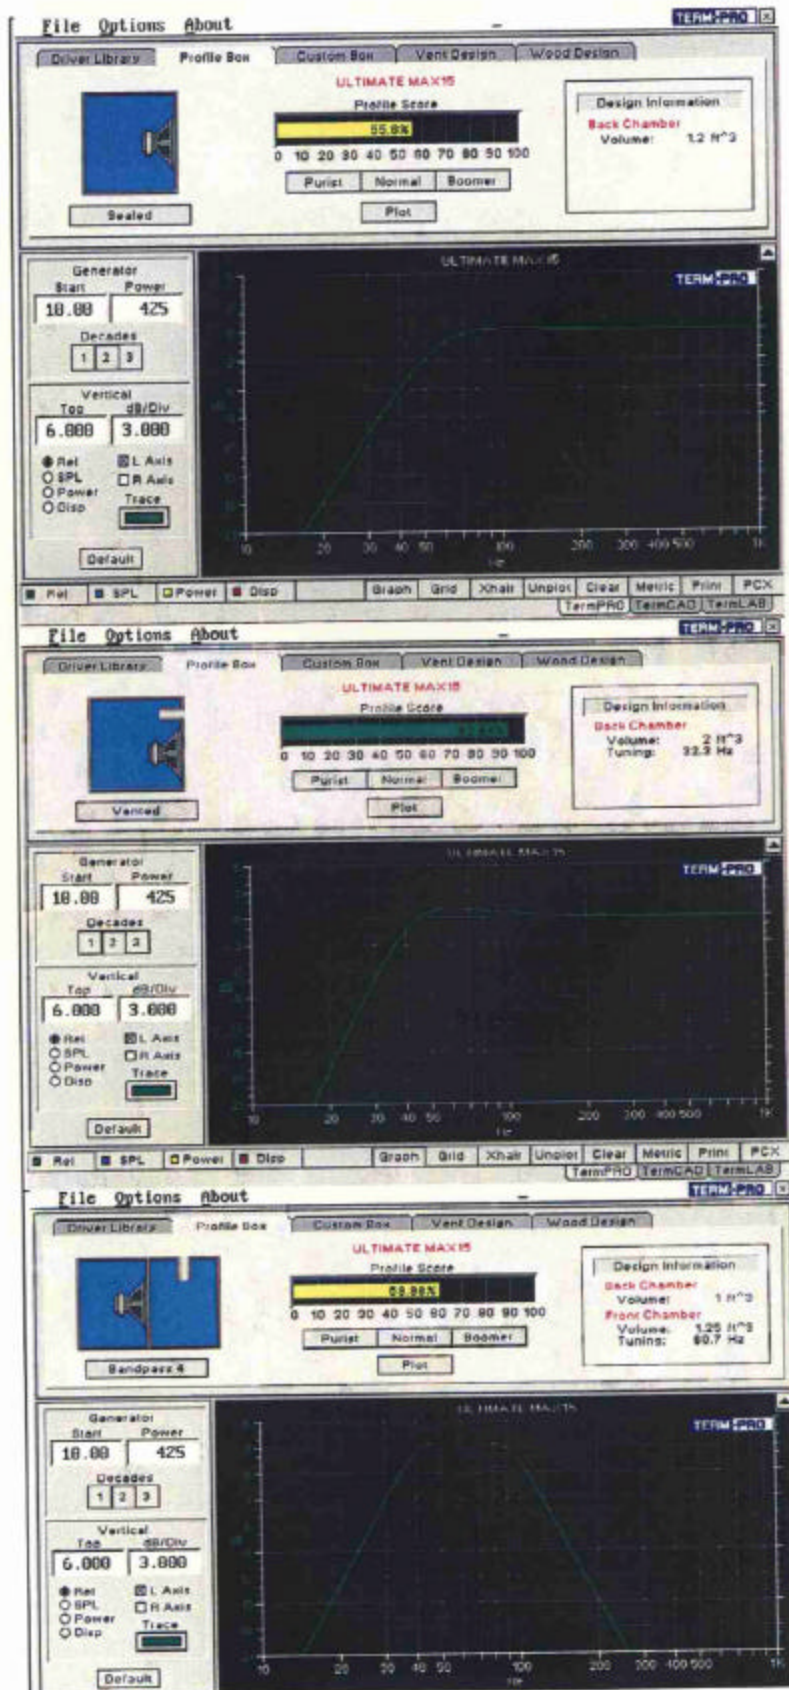 File Options About
TERM-PRO
Driver Library Profile Box Custom Box Vent Design Wood Design
ULTIMATE MAX15
Profile Score
0 10 20 30 40 50 60 70 80 90 100
Purist Normal Boomer
Plot
Sealed
Design Information
Back Chamber
Volume: 1.2 ft^3
Generator
Start Power
10.00 425
Decades
1 2 3
Vertical
Top dB/Div
6.000 3.000
Rel L Axis
SPL R Axis
Power Trace
Disp
Default
ULTIMATE MAX15
TERM-PRO
10 20 30 40 50 100 200 300 400 500 1K
Hz
Rel SPL Power Disp Graph Grid Xhair Unplot Clear Metric Print PCX
TermPRO TermCAD TermLAB
File Options About
TERM-PRO
Driver Library Profile Box Custom Box Vent Design Wood Design
ULTIMATE MAX15
Profile Score
0 10 20 30 40 50 60 70 80 90 100
Purist Normal Boomer
Plot
Vented
Design Information
Back Chamber
Volume: 2 ft^3
Tuning: 32.3 Hz
Generator
Start Power
10.00 425
Decades
1 2 3
Vertical
Top dB/Div
6.000 3.000
Rel L Axis
SPL R Axis
Power Trace
Disp
Default
ULTIMATE MAX15
TERM-PRO
10 20 30 40 50 100 200 300 400 500 1K
Hz
Rel SPL Power Disp Graph Grid Xhair Unplot Clear Metric Print PCX
TermPRO TermCAD TermLAB
File Options About
TERM-PRO
Driver Library Profile Box Custom Box Vent Design Wood Design
ULTIMATE MAX15
Profile Score
0 10 20 30 40 50 60 70 80 90 100
Purist Normal Boomer
Plot
Bandpass 4
Design Information
Back Chamber
Volume: 1 ft^3
Front Chamber
Volume: 1.25 ft^3
Tuning: 60.7 Hz
Generator
Start Power
10.00 425
Decades
1 2 3
Vertical
Top dB/Div
6.000 3.000
Rel L Axis
SPL R Axis
Power Trace
Disp
Default
ULTIMATE MAX15
TERM-PRO
10 20 30 40 50 100 200 300 400 500 1K
Hz